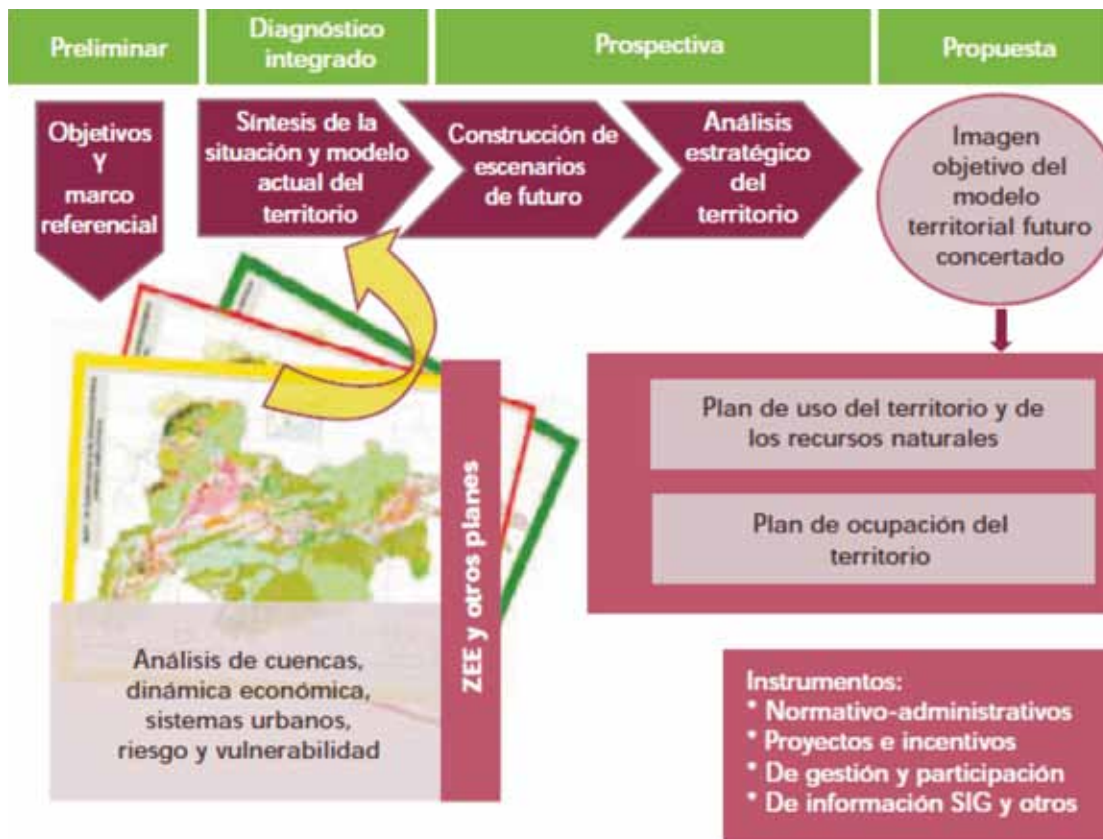 Preliminar
Diagnóstico
integrado
Prospectiva
Propuesta
Objetivos
Y
marco
referencial
Síntesis de la
situación y modelo
actual del
territorio
Construcción de
escenarios
de futuro
Análisis
estratégico
del
territorio
Imagen
objetivo del
modelo
territorial futuro
concertado
ZEE y otros planes
Análisis de cuencas,
dinámica económica,
sistemas urbanos,
riesgo y vulnerabilidad
Plan de uso del territorio y de
los recursos naturales
Plan de ocupación del
territorio
Instrumentos:
* Normativo-administrativos
* Proyectos e incentivos
* De gestión y participación
* De información SIG y otros